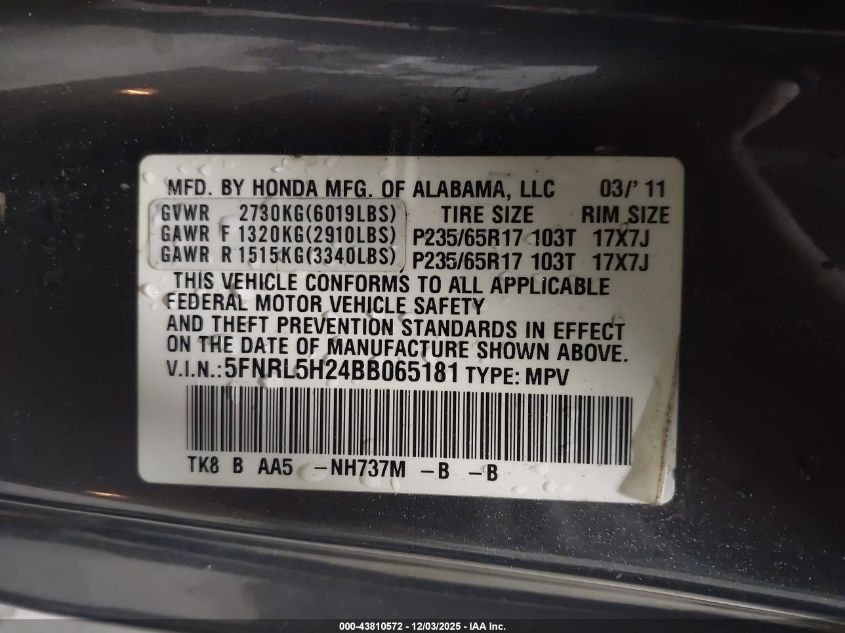 MFD. BY HONDA MFG. OF ALABAMA, LLC 03/' 11
GVWR 2730KG(6019LBS) TIRE SIZE RIM SIZE
GAWR F 1320KG(2910LBS) P235/65R17 103T 17X7J
GAWR R 1515KG(3340LBS) P235/65R17 103T 17X7J
THIS VEHICLE CONFORMS TO ALL APPLICABLE
FEDERAL MOTOR VEHICLE SAFETY
AND THEFT PREVENTION STANDARDS IN EFFECT
ON THE DATE OF MANUFACTURE SHOWN ABOVE.
V.I.N.:5FNRL5H24BB065181 TYPE: MPV
TK8 B AA5 -NH737M -B -B
000-43810572 - 12/03/2025 - IAA Inc.